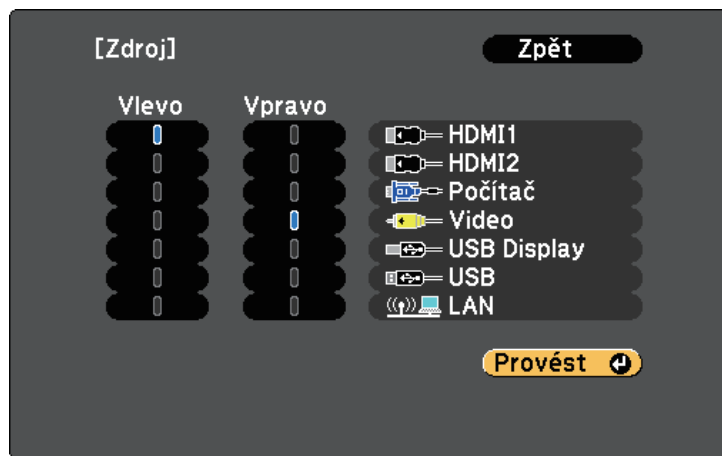 [Zdroj] Zpět
Vlevo Vpravo
HDMI1
HDMI2
Počítač
Video
USB Display
USB
LAN
Provést